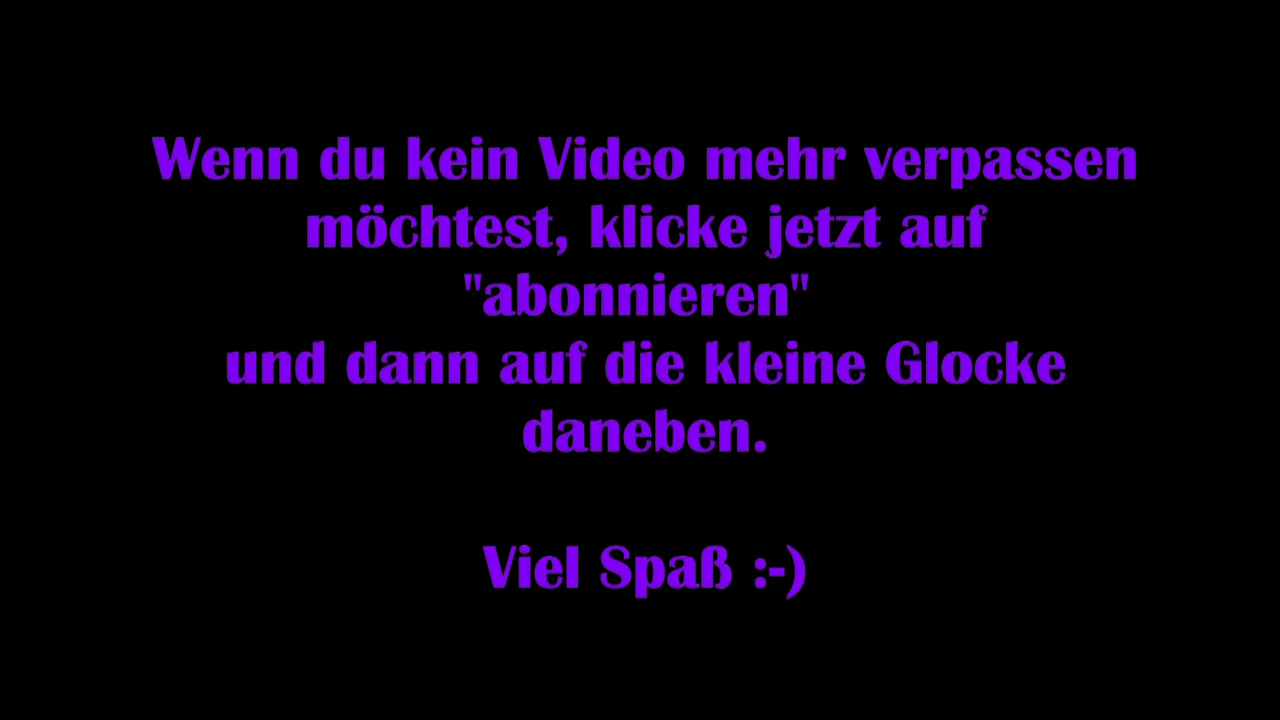 Wenn du kein Video mehr verpassen
möchtest, klicke jetzt auf
"abonnieren"
und dann auf die kleine Glocke
daneben.
Viel Spaß :-)